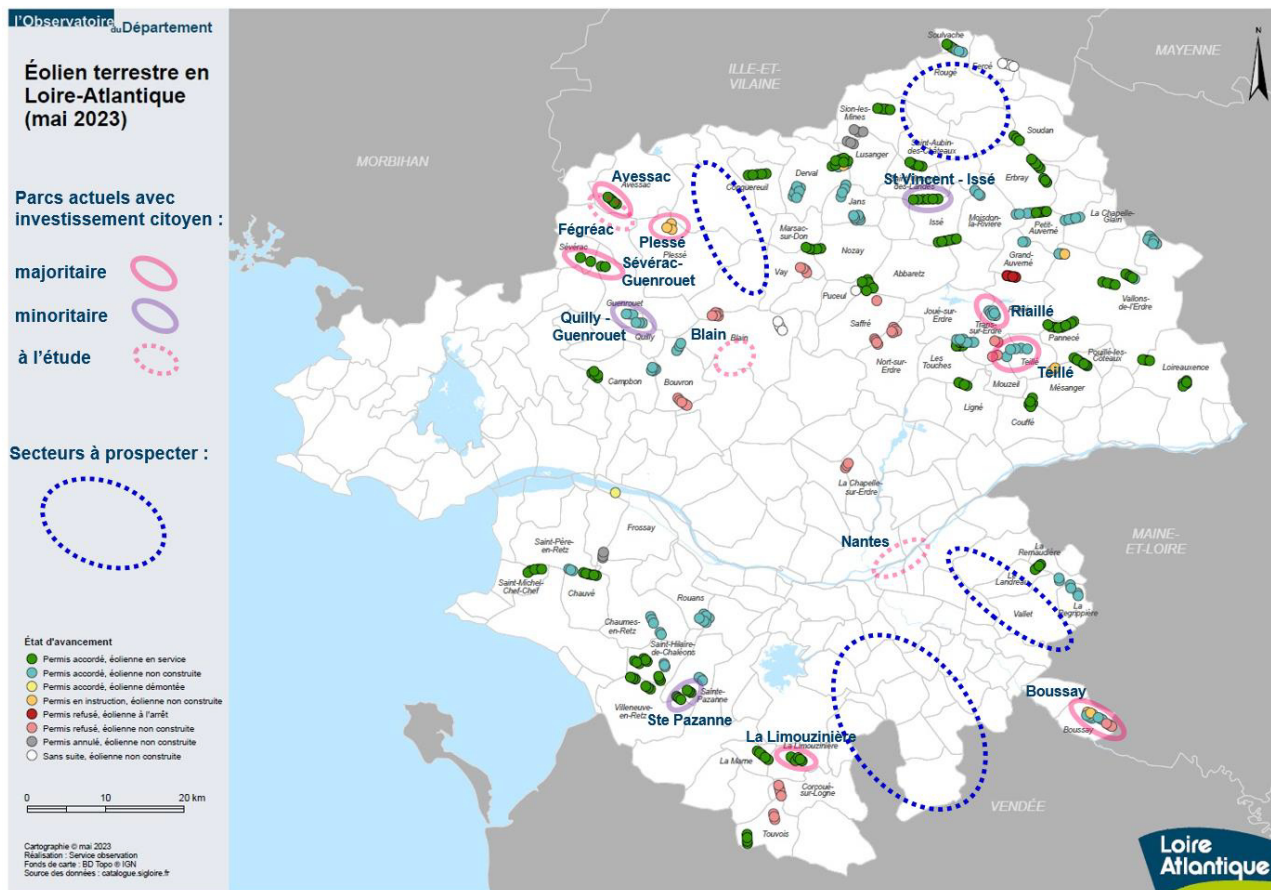 l'Observatoire
du Département
Éolien terrestre en
Loire-Atlantique
(mai 2023)
Parcs actuels avec
investissement citoyen :
majoritaire
minoritaire
à l'étude
Secteurs à prospecter :
État d'avancement
Permis accordé, éolienne en service
Permis accordé, éolienne non construite
Permis accordé, éolienne démontée
Permis en instruction, éolienne non construite
Permis refusé, éolienne à l'arrêt
Permis refusé, éolienne non construite
Permis annulé, éolienne non construite
Sans suite, éolienne non construite
0 10 20 km
Cartographie © mai 2023
Réalisation : Service observation
Fonds de carte : BD Topo ® IGN
Source des données : catalogue.sigloire.fr
MORBIHAN
ILLE-ET-
VILAINE
MAYENNE
N
MAINE-
ET-LOIRE
VENDÉE
Soulvache
Rougé
Fercé
Sion-les-
Mines
Lusanger
Saint-Aubin-
des-Châteaux
Soudan
Erbray
St Vincent - Issé
des-Landes
Issé
Moisdon-
la-Rivière
Petit-
Auverné
La Chapelle-
Glain
Grand-
Auverné
Vallons-
de-l'Erdre
Derval
Jans
Conquereuil
Marsac-
sur-Don
Nozay
Abbaretz
Puceul
Vay
Saffré
Nort-sur-
Erdre
Joué-sur-
Erdre
Les
Touches
Trans-
sur-Erdre
Riaillé
Teillé
Teillé
Pannecé
Pouillé-les-
Coteaux
Loireauxence
Mésanger
Mouzeil
Ligné
Couffé
Avessac
Avessac
Fégréac
Plessé
Plessé
Sévérac
Sévérac-
Guenrouet
Guenrouet
Quilly -
Guenrouet
Quilly
Blain
Blain
Campbon
Bouvron
La Chapelle-
sur-Erdre
Nantes
Frossay
Saint-Père-
en-Retz
Saint-Michel-
Chef-Chef
Chauvé
Rouans
Chaumes-
en-Retz
Saint-Hilaire-
de-Chaléons
Sainte-
Pazanne
Villeneuve-
en-Retz
Ste Pazanne
La Remaudière
Landreau
Vallet
La
Regrippière
Boussay
Boussay
La Limouzinière
La Limouzinière
La Marne
Corcoué-
sur-Logne
Touvois
Loire
Atlantique